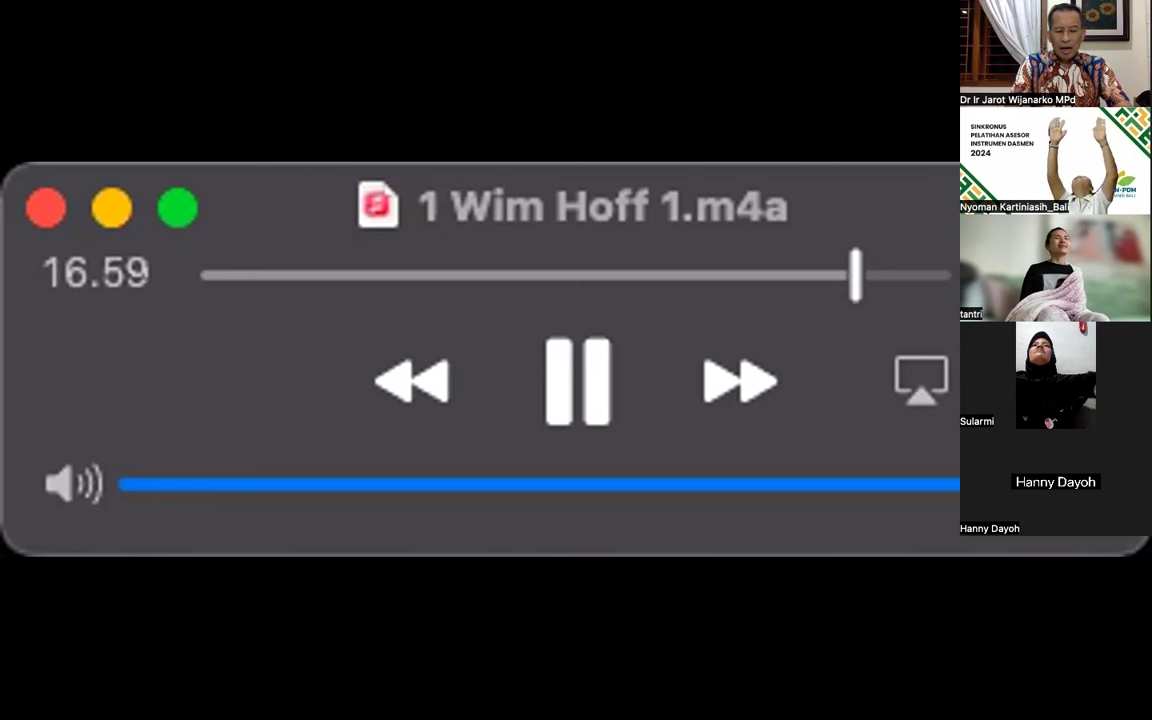 1 Wim Hoff 1.m4a
16.59
Dr Ir Jarot Wijanarko MPd
SINKRONUS
PELATIHAN ASESOR
INSTRUMEN DASMEN
2024
Nyoman Kartiniasih_Bali
tantri
Sularmi
Hanny Dayoh
Hanny Dayoh